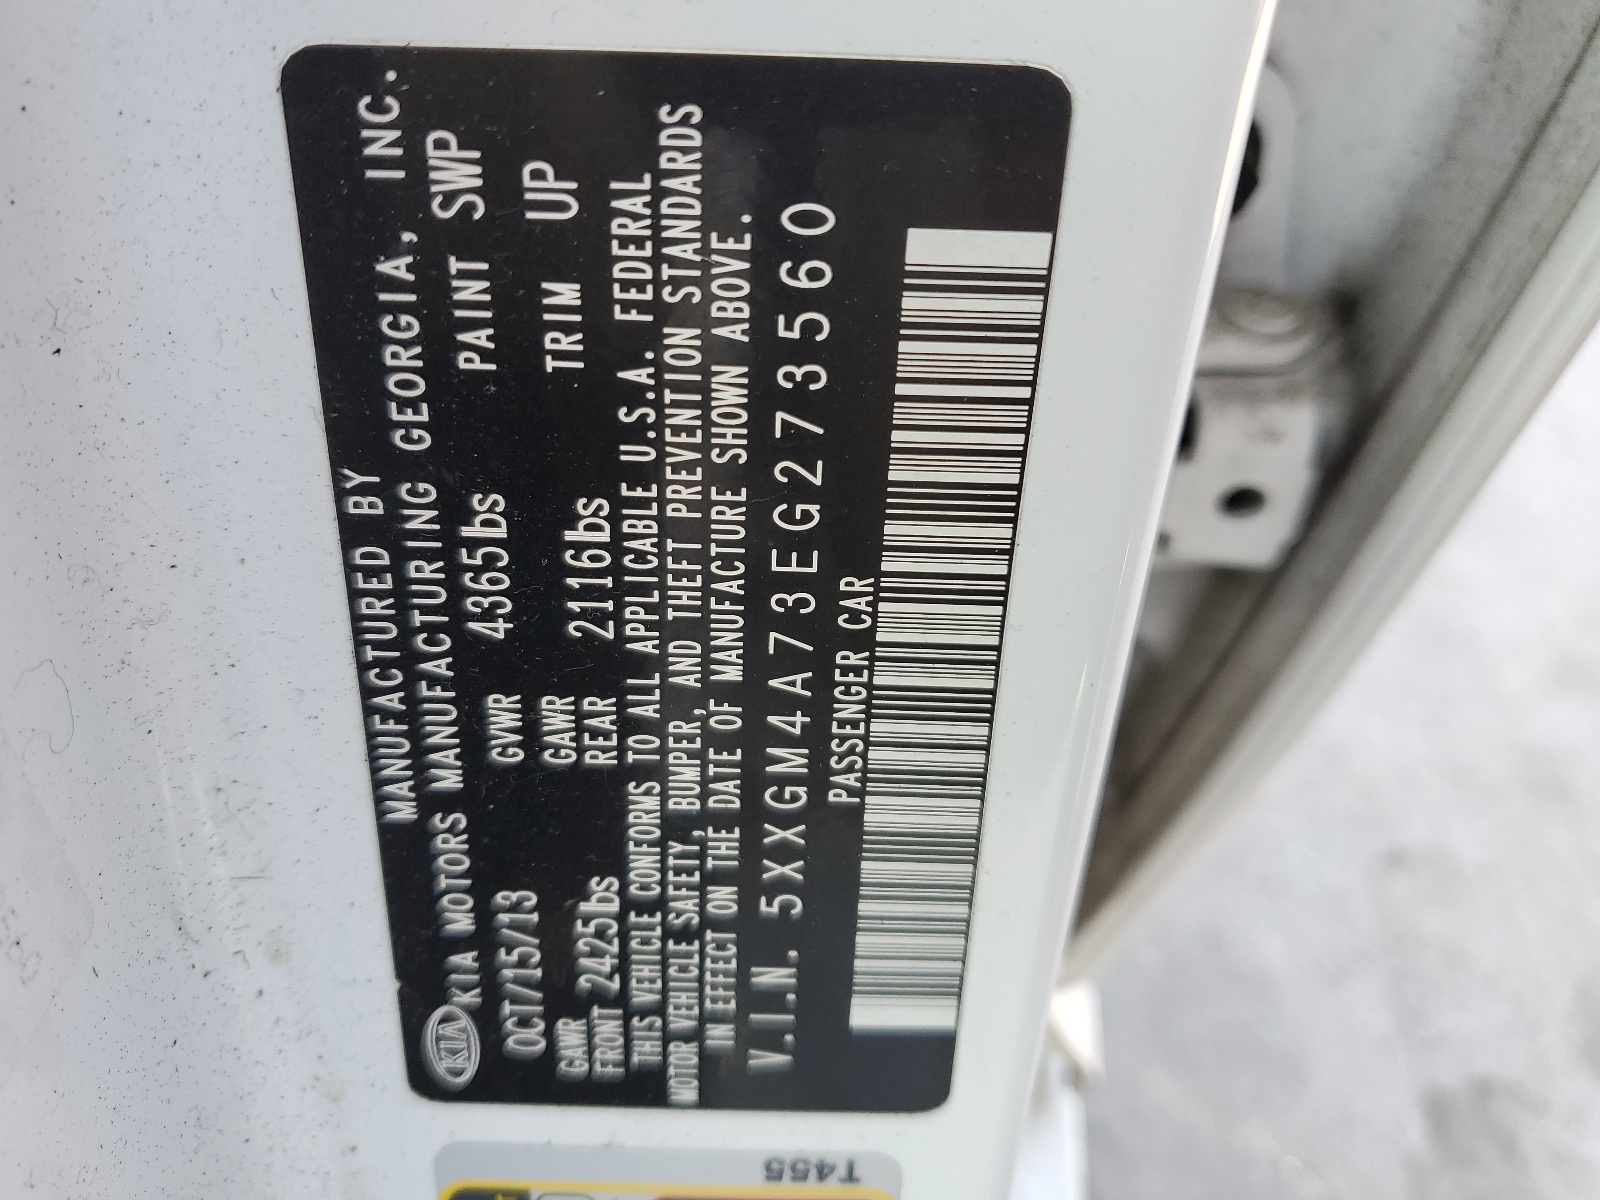 MANUFACTURED BY
KIA KIA MOTORS MANUFACTURING GEORGIA, INC.
OCT/15/13 GVWR 4365lbs PAINT SWP
GAWR FRONT 2425lbs GAWR REAR 2116lbs TRIM UP
THIS VEHICLE CONFORMS TO ALL APPLICABLE U.S.A. FEDERAL
MOTOR VEHICLE SAFETY, BUMPER, AND THEFT PREVENTION STANDARDS
IN EFFECT ON THE DATE OF MANUFACTURE SHOWN ABOVE.
V.I.N. 5XXGM4A73EG273560
PASSENGER CAR
T455